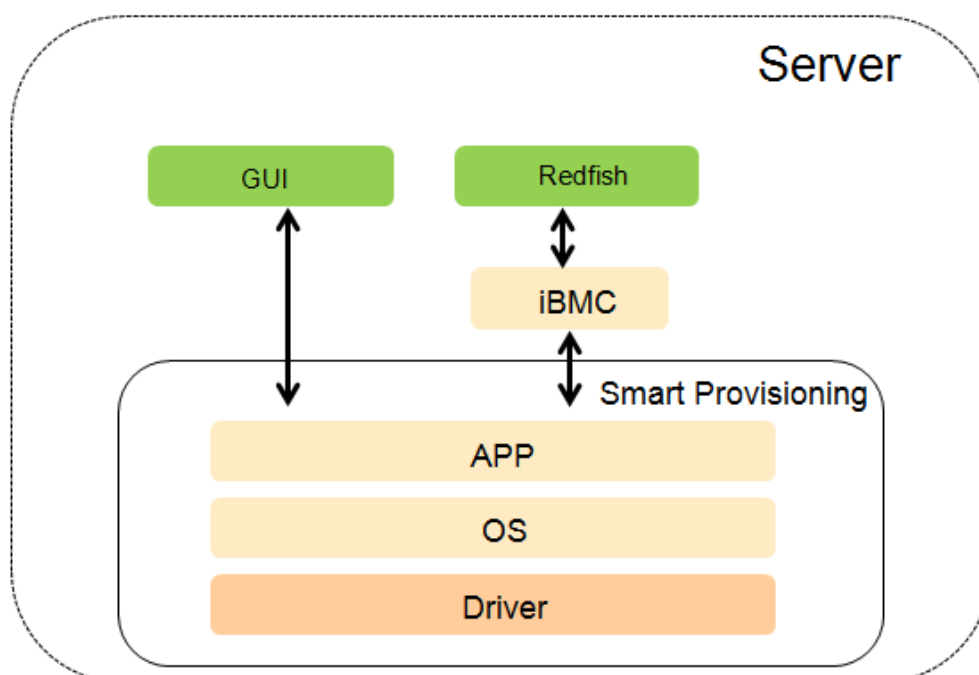 Server
GUI
Redfish
iBMC
Smart Provisioning
APP
OS
Driver